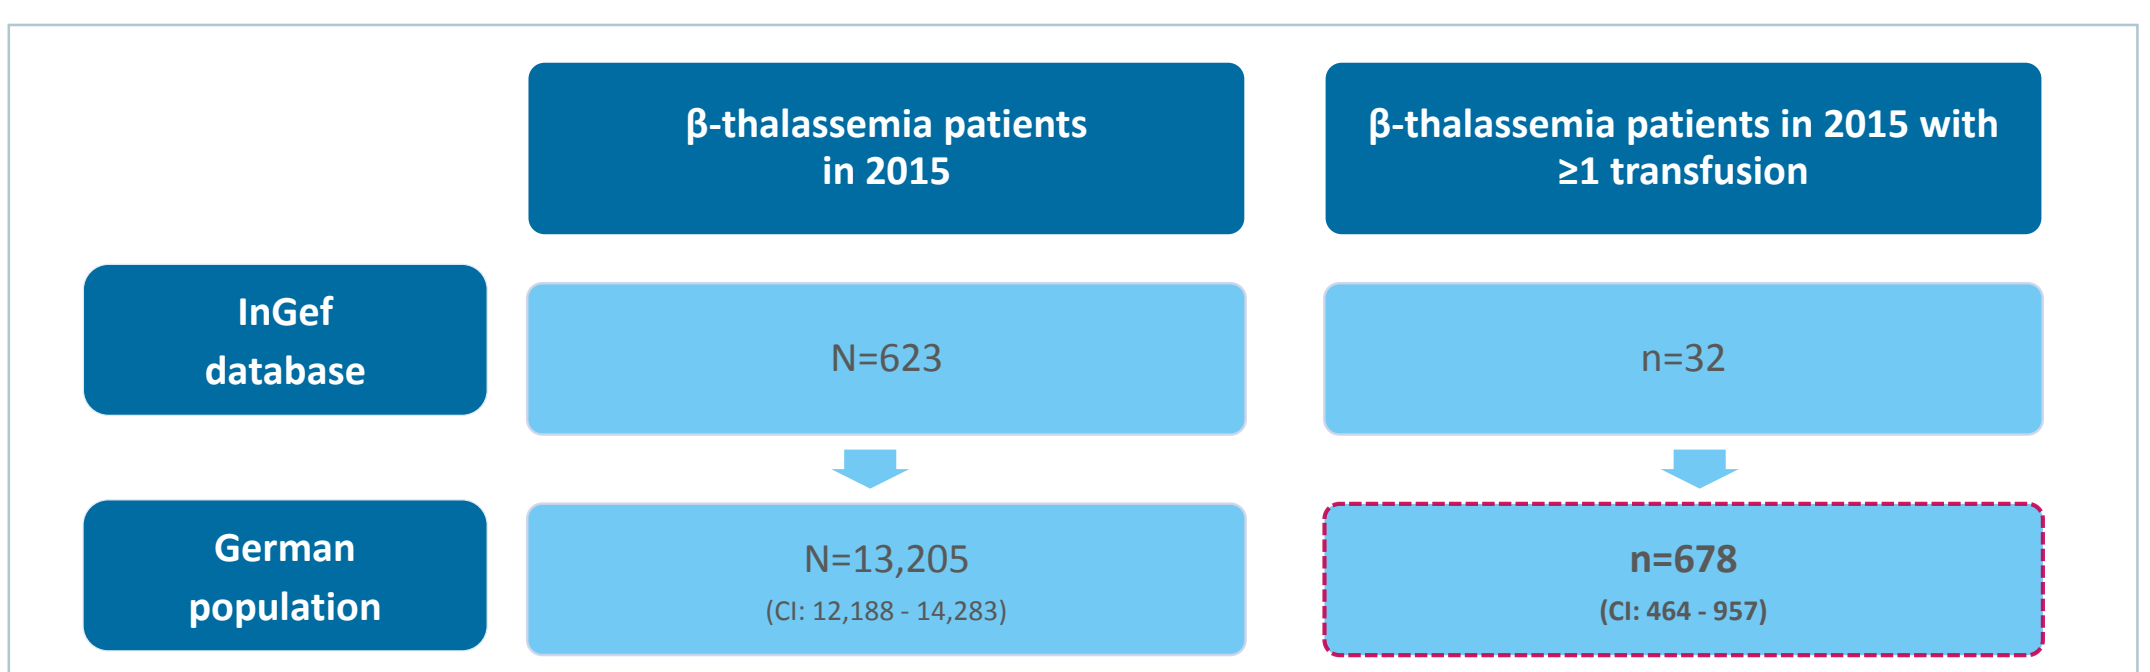 β-thalassemia patients
in 2015
β-thalassemia patients in 2015 with
≥1 transfusion
InGef
database
N=623
n=32
German
population
N=13,205
(CI: 12,188 - 14,283)
n=678
(CI: 464 - 957)